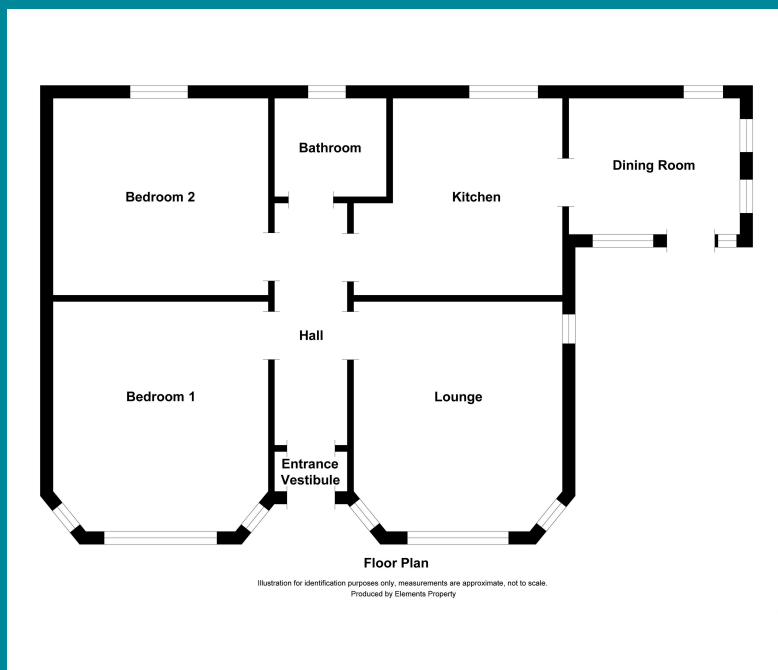 Bathroom
Dining Room
Bedroom 2
Kitchen
Hall
Bedroom 1
Lounge
Entrance
Vestibule
Floor Plan
Illustration for identification purposes only, measurements are approximate, not to scale.
Produced by Elements Property